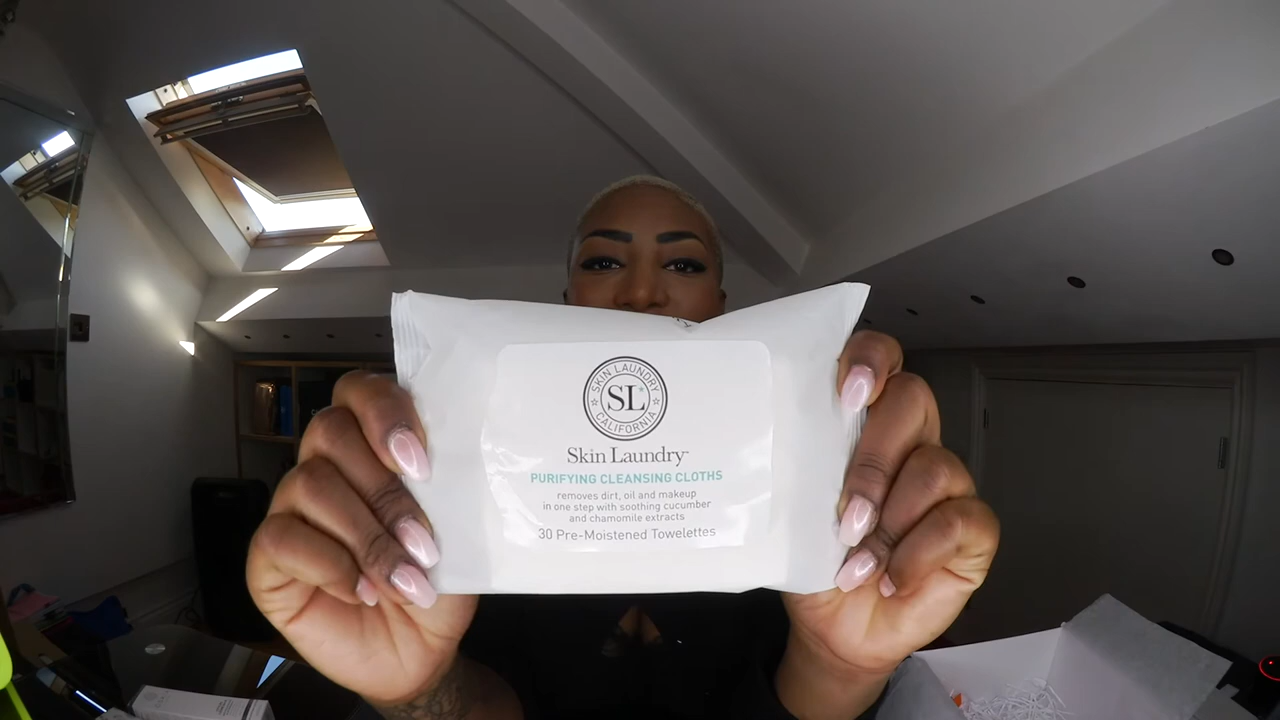 SKIN LAUNDRY
SL
CALIFORNIA
Skin Laundry™
PURIFYING CLEANSING CLOTHS
removes dirt, oil and makeup
in one step with soothing cucumber
and chamomile extracts
30 Pre-Moistened Towelettes